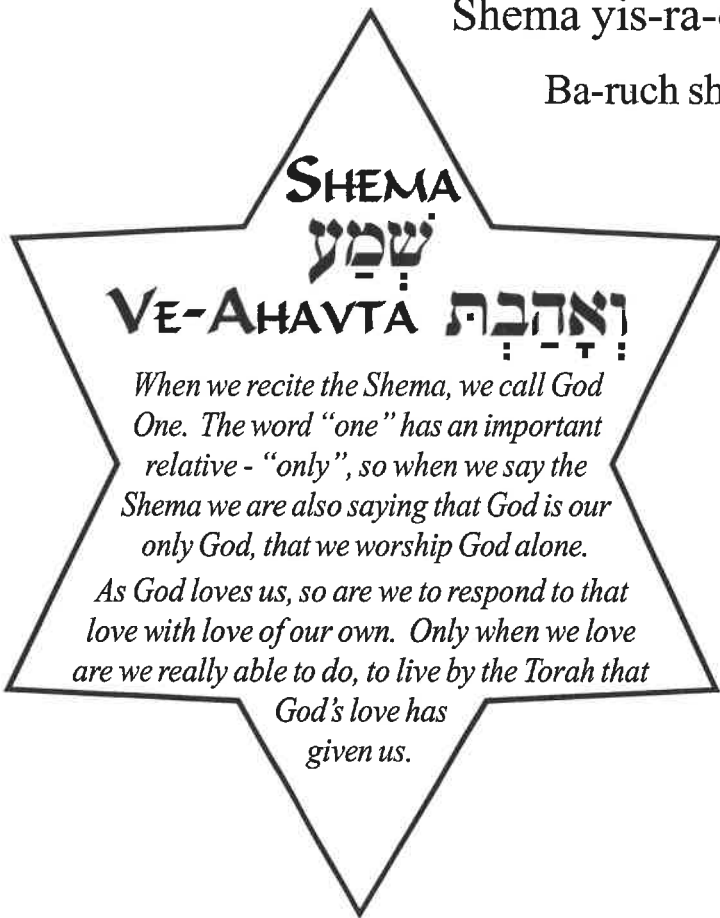 Shema yis-ra-
Ba-ruch sh
SHEMA
שְׁמַע
VE-AHAVTA וְאָהַבְתָּ
When we recite the Shema, we call God
One. The word “one” has an important
relative - “only”, so when we say the
Shema we are also saying that God is our
only God, that we worship God alone.
As God loves us, so are we to respond to that
love with love of our own. Only when we love
are we really able to do, to live by the Torah that
God’s love has
given us.